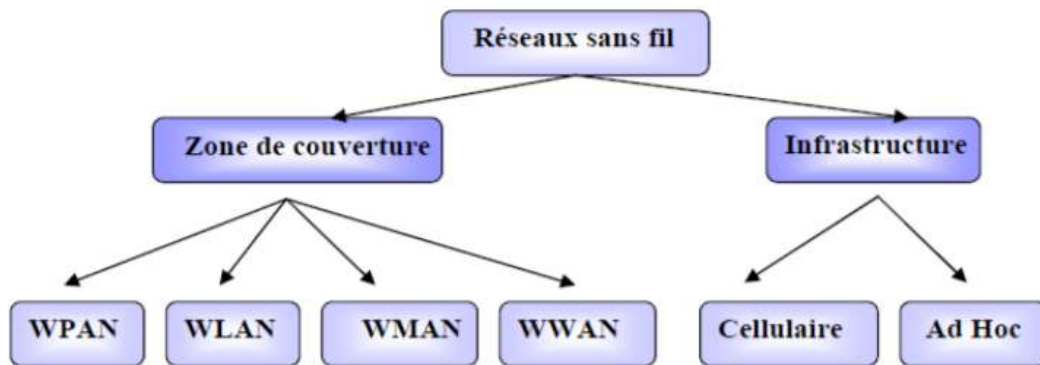 Réseaux sans fil
Zone de couverture
Infrastructure
WPAN
WLAN
WMAN
WWAN
Cellulaire
Ad Hoc